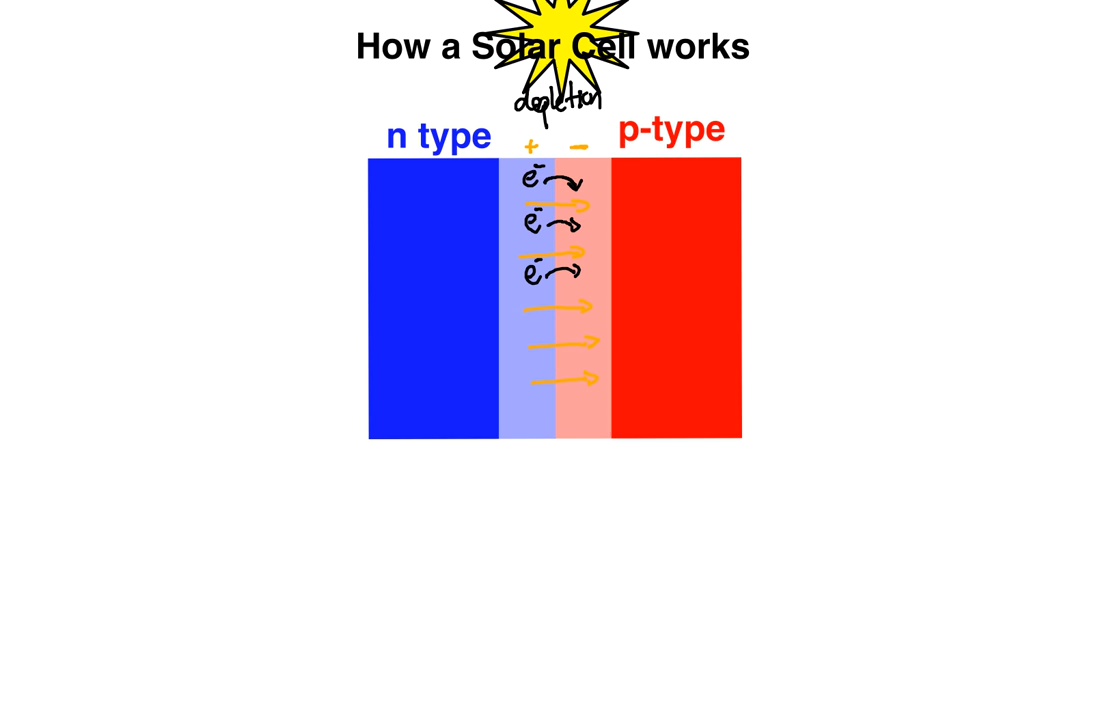 How a Solar Cell works
depletion
n type
p-type
+ −
e⁻
e⁻
e⁻